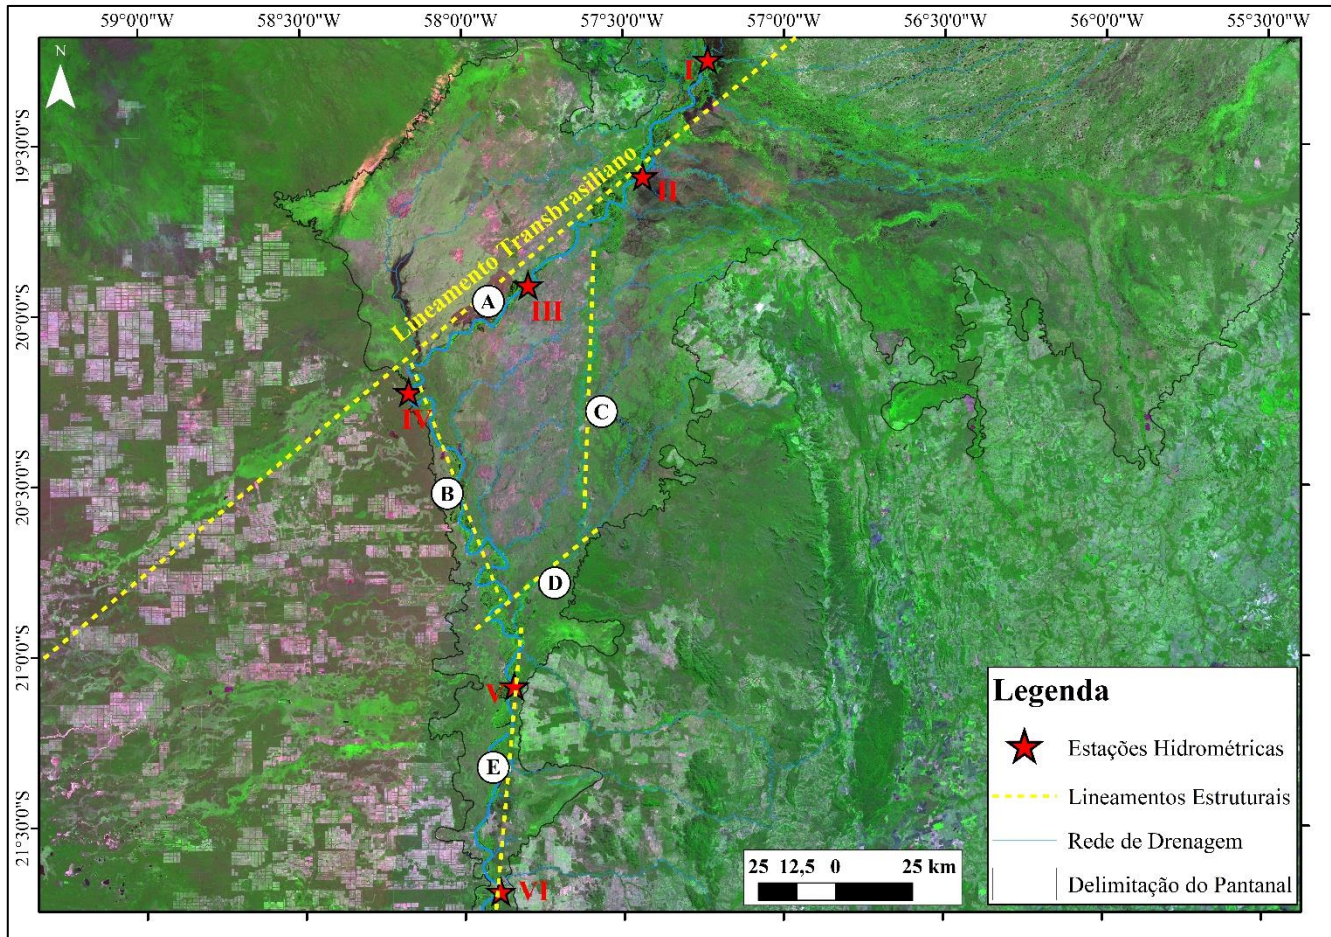 59°0'0"W 58°0'0"W 57°30'0"W 57°0'0"W 56°30'0"W 56°0'0"W 55°30'0"W
N
I
19°30'0"S
II
Lineamento Transbrasiliano
A
III
20°0'0"S
IV
C
B
20°30'0"S
D
21°0'0"S
V
E
21°30'0"S
VI
Legenda
Estações Hidrométricas
Lineamentos Estruturais
Rede de Drenagem
Delimitação do Pantanal
25 12,5 0 25 km